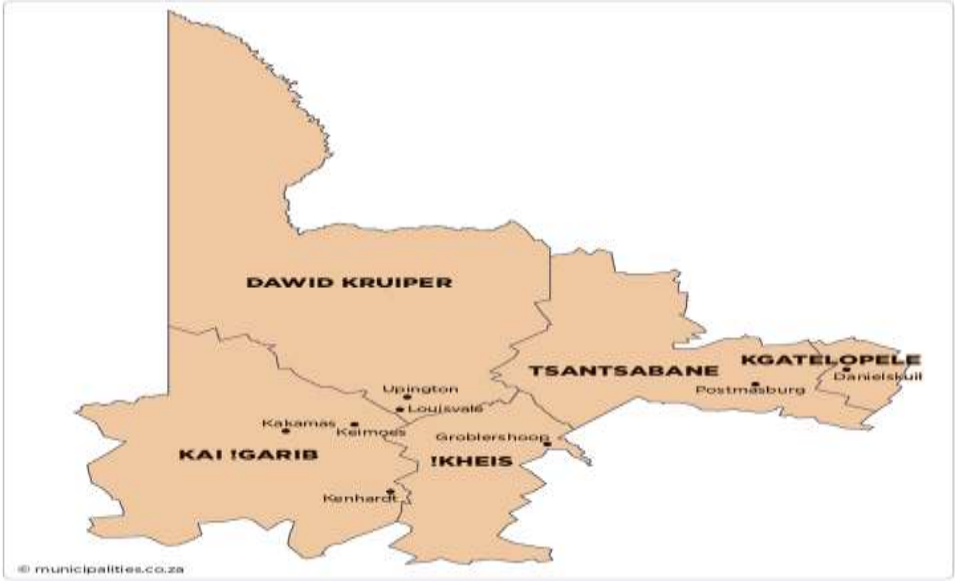 DAWID KRUIPER
KGATELOPELE
TSANTSABANE
Danielskuil
Postmasburg
Upington
Louisvale
Kakamas
Keimoes
Groblershoop
KAI !GARIB
!KHEIS
Kenhardt
© municipalities.co.za